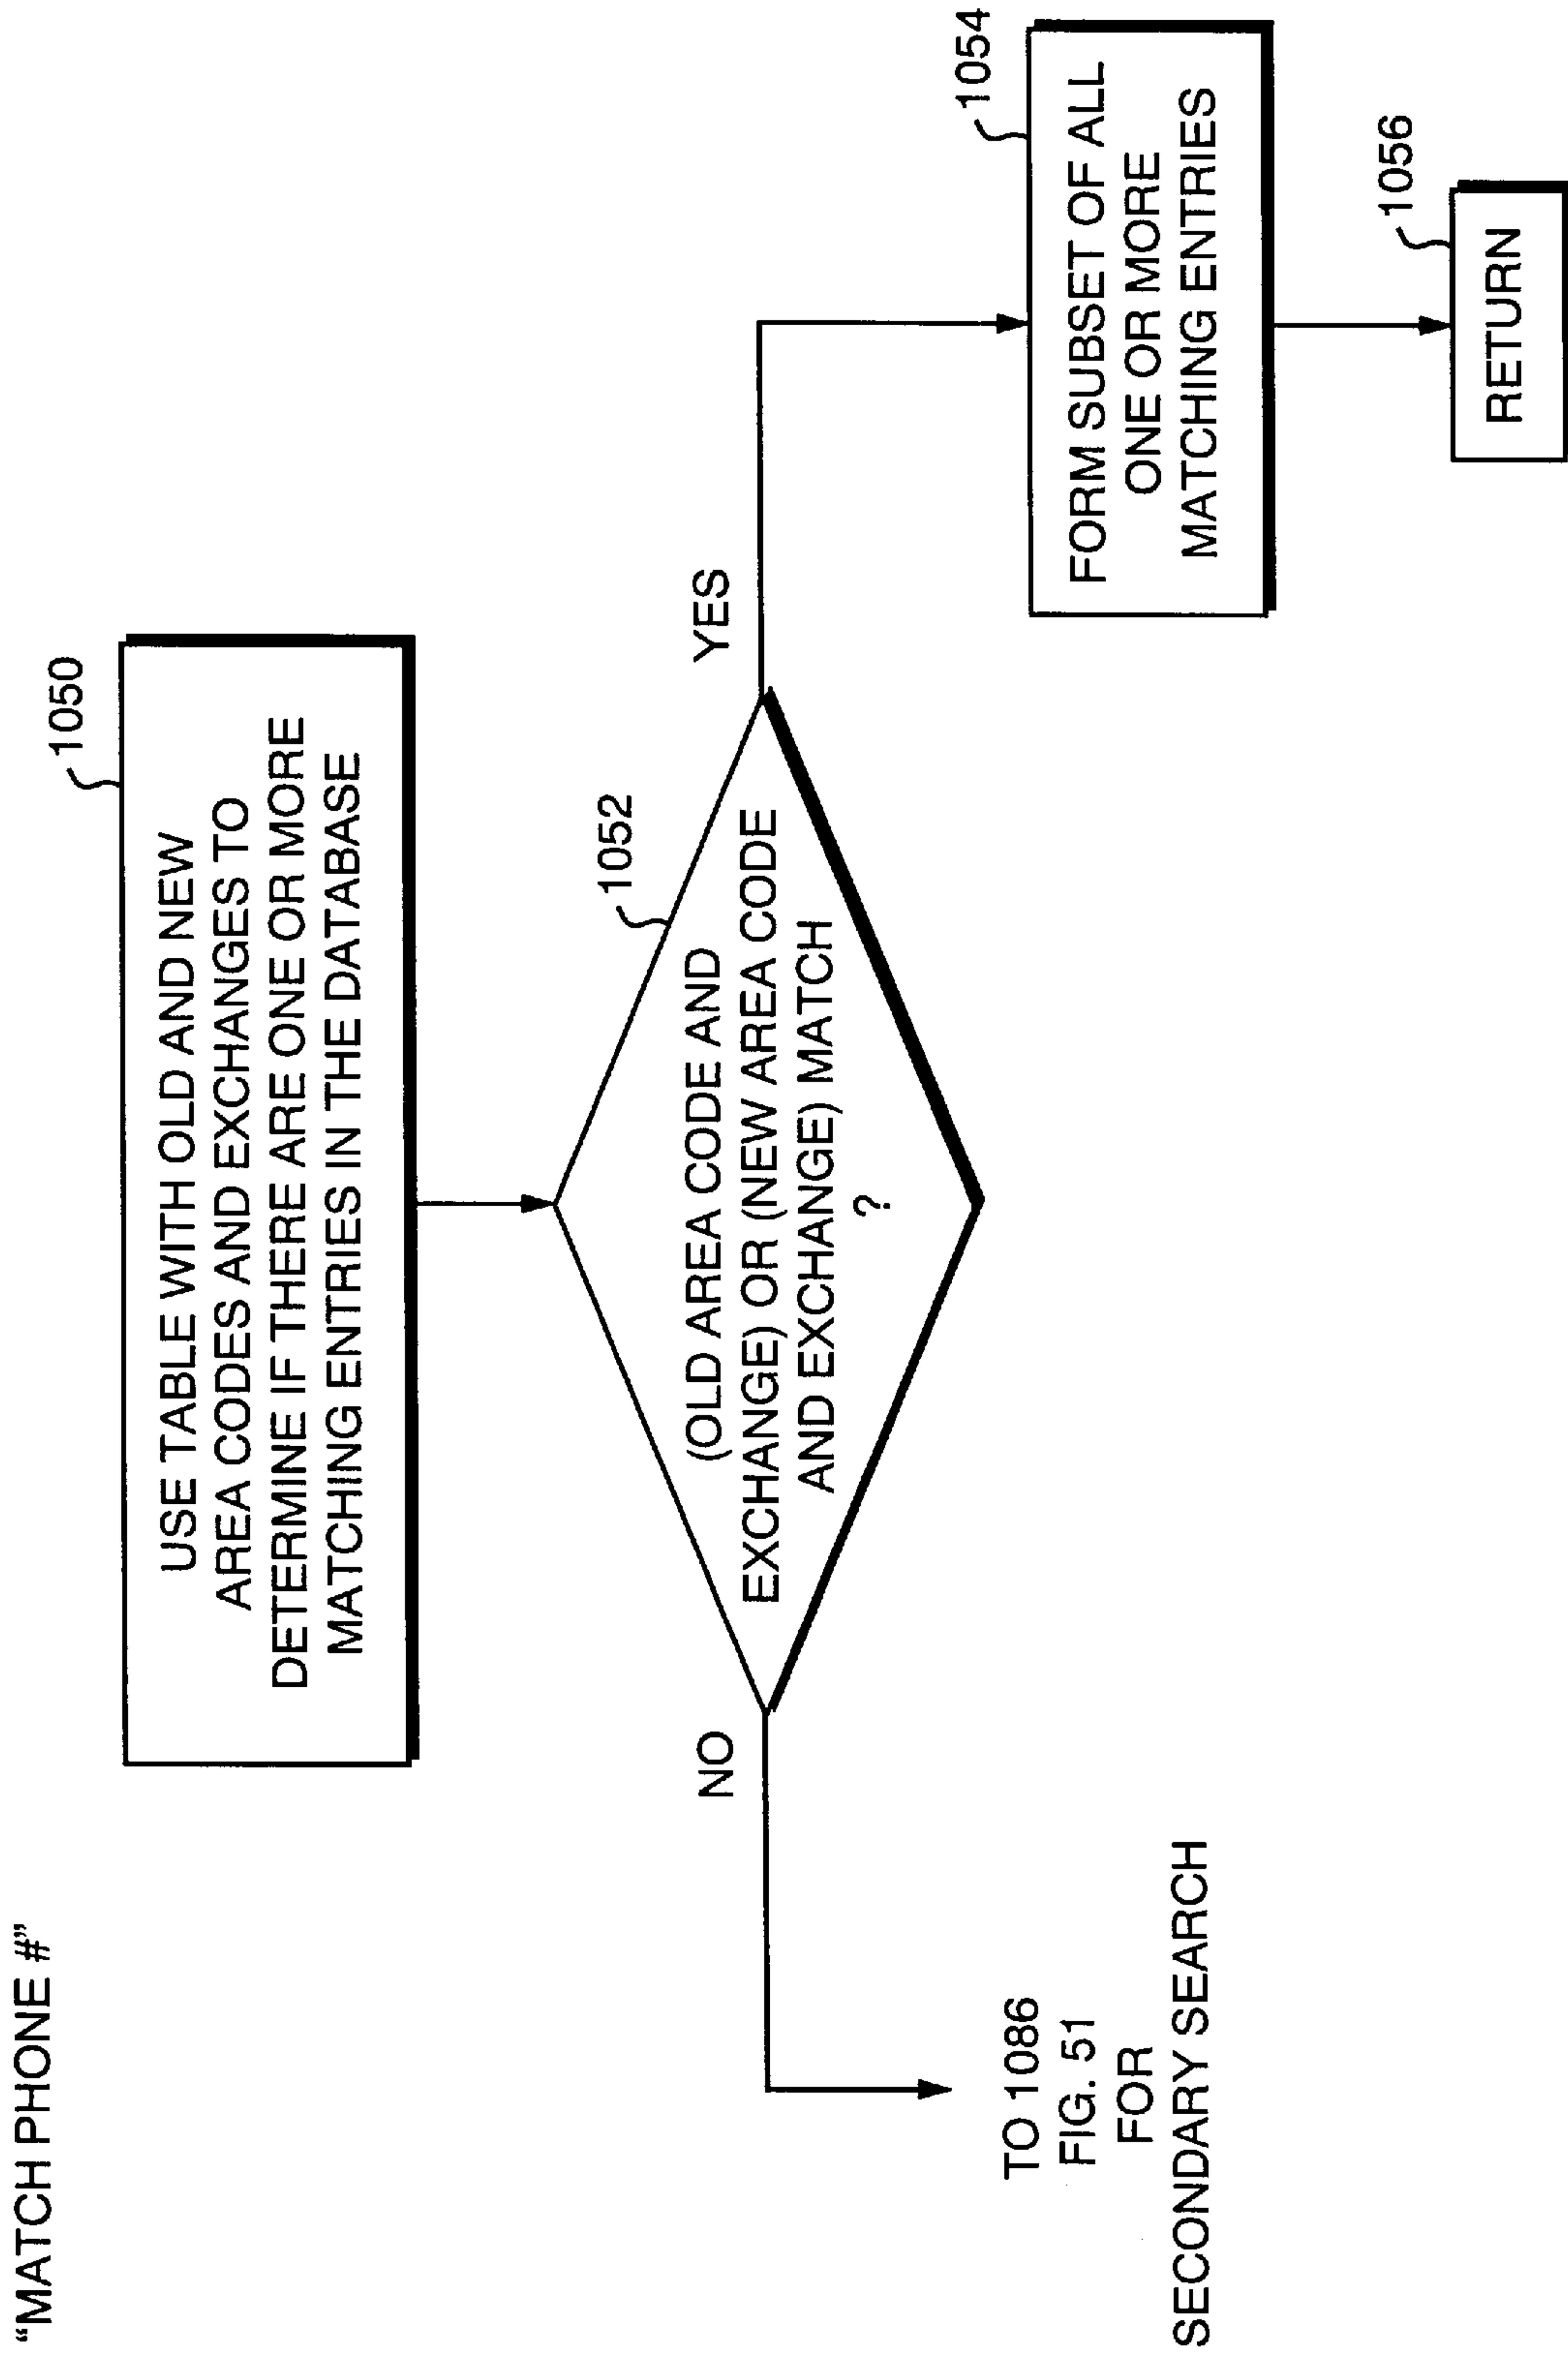 “MATCH PHONE #”
1050
USE TABLE WITH OLD AND NEW
AREA CODES AND EXCHANGES TO
DETERMINE IF THERE ARE ONE OR MORE
MATCHING ENTRIES IN THE DATABASE
1052
(OLD AREA CODE AND
EXCHANGE) OR (NEW AREA CODE
AND EXCHANGE) MATCH
?
NO
YES
TO 1086
FIG. 51
FOR
SECONDARY SEARCH
1054
FORM SUBSET OF ALL
ONE OR MORE
MATCHING ENTRIES
1056
RETURN